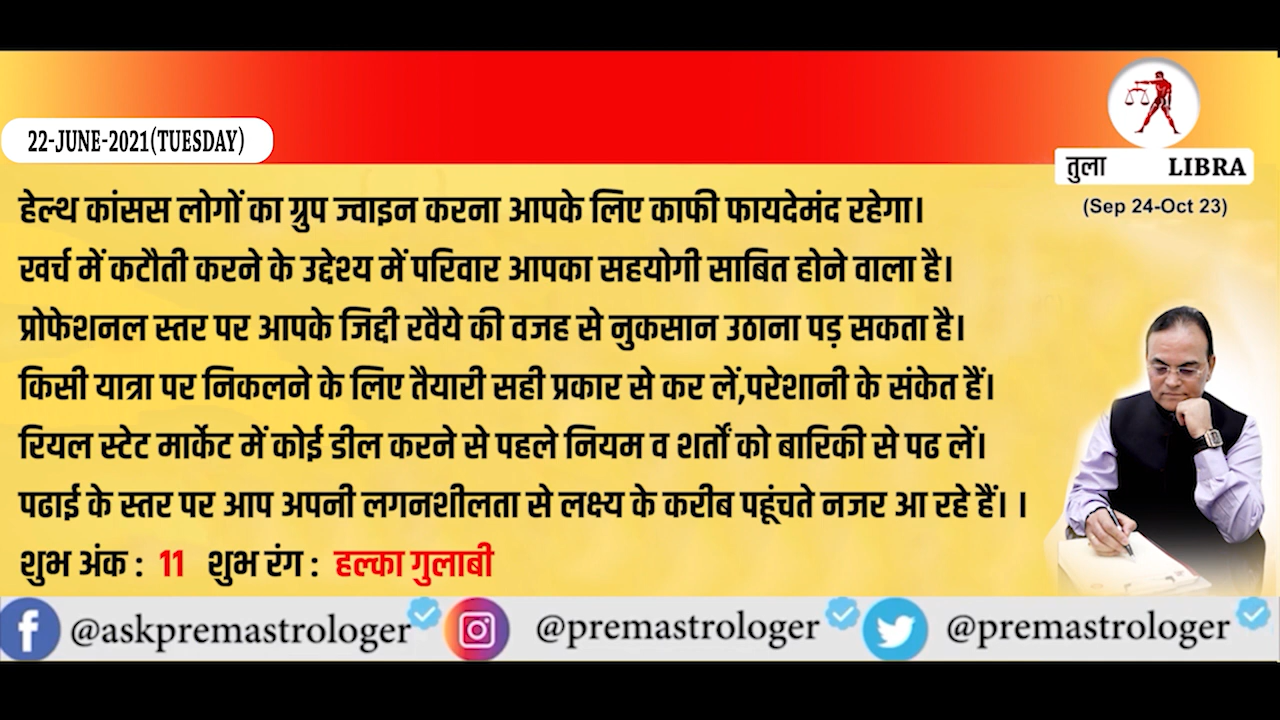 22-JUNE-2021(TUESDAY)
तुला LIBRA
(Sep 24-Oct 23)
हेल्थ कांसस लोगों का ग्रुप ज्वाइन करना आपके लिए काफी फायदेमंद रहेगा।
खर्च में कटौती करने के उद्देश्य में परिवार आपका सहयोगी साबित होने वाला है।
प्रोफेशनल स्तर पर आपके जिद्दी रवैये की वजह से नुकसान उठाना पड़ सकता है।
किसी यात्रा पर निकलने के लिए तैयारी सही प्रकार से कर लें,परेशानी के संकेत हैं।
रियल स्टेट मार्केट में कोई डील करने से पहले नियम व शर्तों को बारिकी से पढ लें।
पढाई के स्तर पर आप अपनी लगनशीलता से लक्ष्य के करीब पहूंचते नजर आ रहे हैं। ।
शुभ अंक : 11 शुभ रंग : हल्का गुलाबी
@askpremastrologer @premastrologer @premastrologer